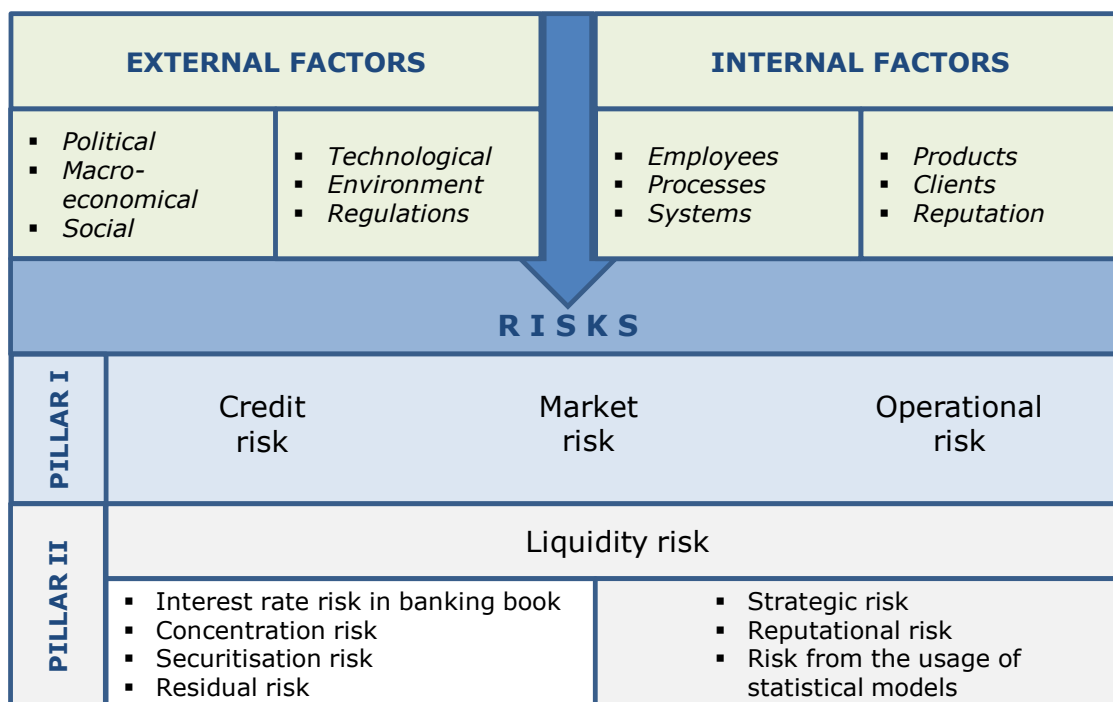 EXTERNAL FACTORS
INTERNAL FACTORS
▪ Political
▪ Macro-
economical
▪ Social
▪ Technological
▪ Environment
▪ Regulations
▪ Employees
▪ Processes
▪ Systems
▪ Products
▪ Clients
▪ Reputation
R I S K S
PILLAR I
Credit
risk
Market
risk
Operational
risk
PILLAR II
Liquidity risk
▪ Interest rate risk in banking book
▪ Concentration risk
▪ Securitisation risk
▪ Residual risk
▪ Strategic risk
▪ Reputational risk
▪ Risk from the usage of
statistical models